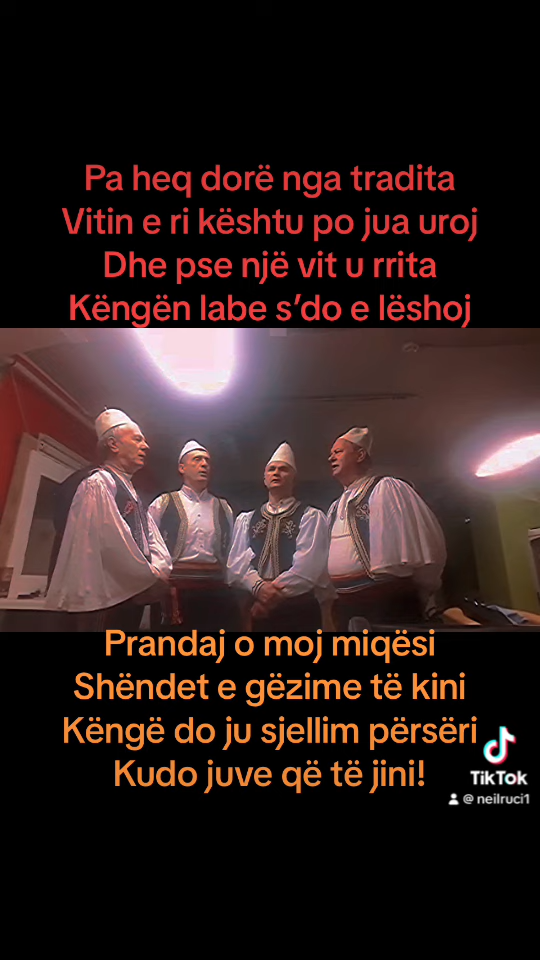 Pa heq dorë nga tradita
Vitin e ri kështu po jua uroj
Dhe pse një vit u rrita
Këngën labe s'do e lëshoj
Prandaj o moj miqësi
Shëndet e gëzime të kini
Këngë do ju sjellim përsëri
Kudo juve që të jini!
TikTok
@ neilruci1